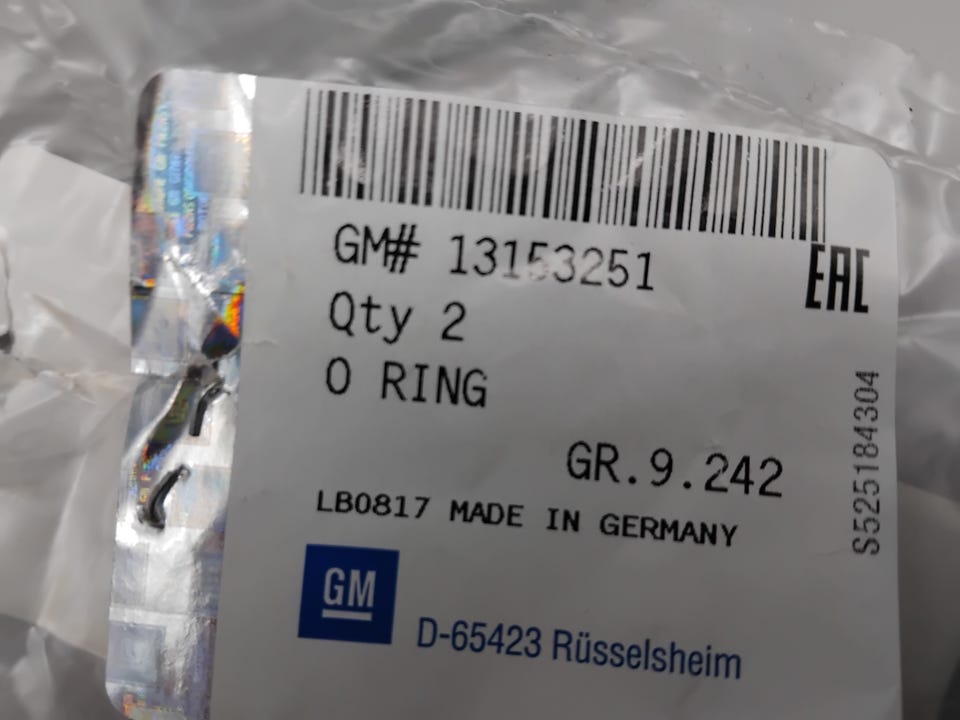 GM# 13153251
EAC
Qty 2
O RING
GR.9.242
S525184304
LB0817 MADE IN GERMANY
GM
D-65423 Rüsselsheim